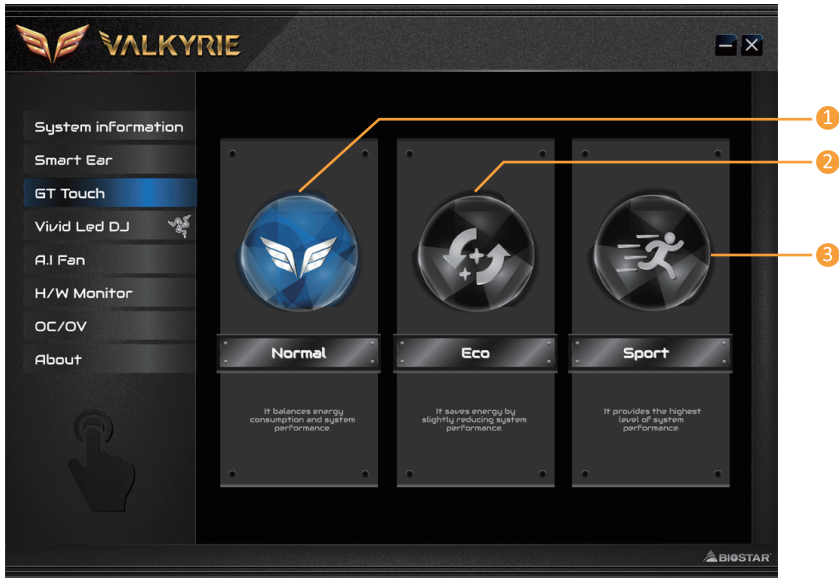 VALKYRIE
System information
Smart Ear
GT Touch
Vivid Led DJ
A.I Fan
H/W Monitor
OC/OV
About
1
2
3
Normal
It balances energy
consumption and system
performance.
Eco
It saves energy by
slightly reducing system
performance.
Sport
It provides the highest
level of system
performance.
BIOSTAR